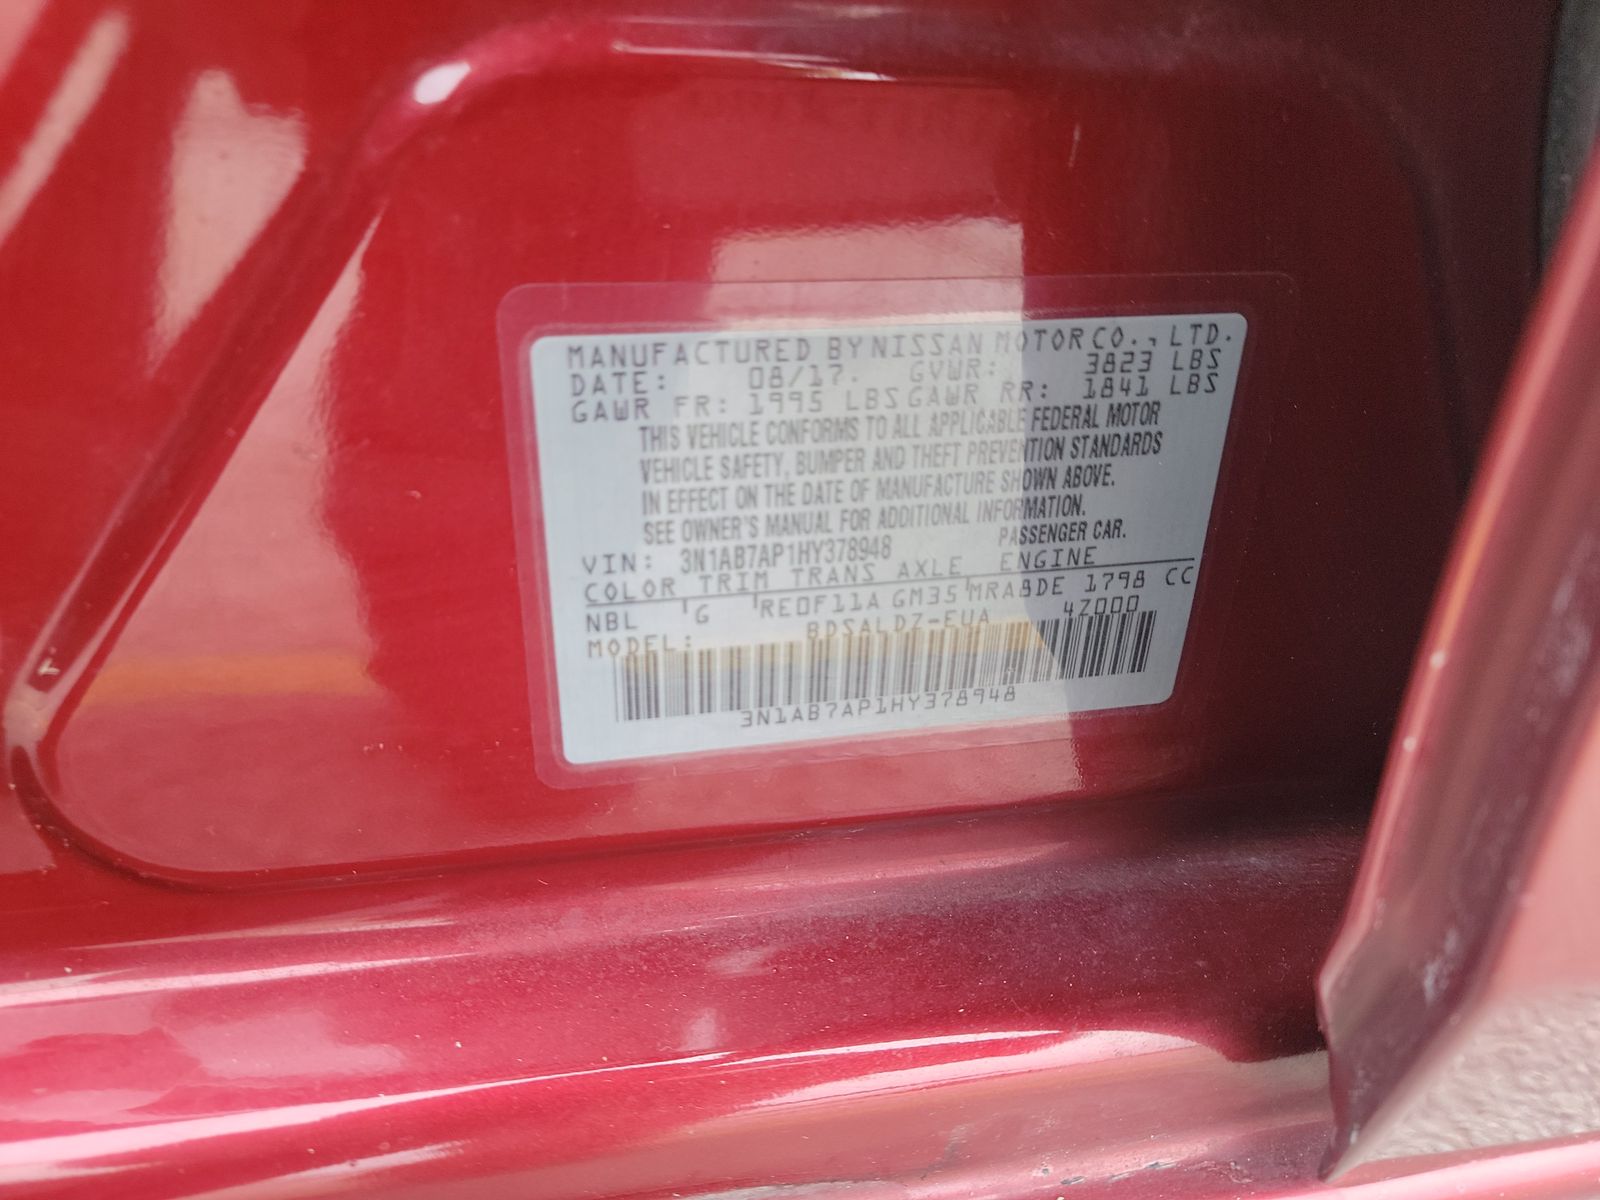 MANUFACTURED BY NISSAN MOTOR CO., LTD.
DATE: 08/17. GVWR: 3823 LBS
GAWR FR: 1995 LBS GAWR RR: 1841 LBS
THIS VEHICLE CONFORMS TO ALL APPLICABLE FEDERAL MOTOR
VEHICLE SAFETY, BUMPER AND THEFT PREVENTION STANDARDS
IN EFFECT ON THE DATE OF MANUFACTURE SHOWN ABOVE.
SEE OWNER'S MANUAL FOR ADDITIONAL INFORMATION.
VIN: 3N1AB7AP1HY378948 PASSENGER CAR.
COLOR TRIM TRANS AXLE ENGINE
NBL G RE0F11A GM35 MRA8DE 1798 CC
MODEL: BDSALDZ-EUA 4Z000
3N1AB7AP1HY378948